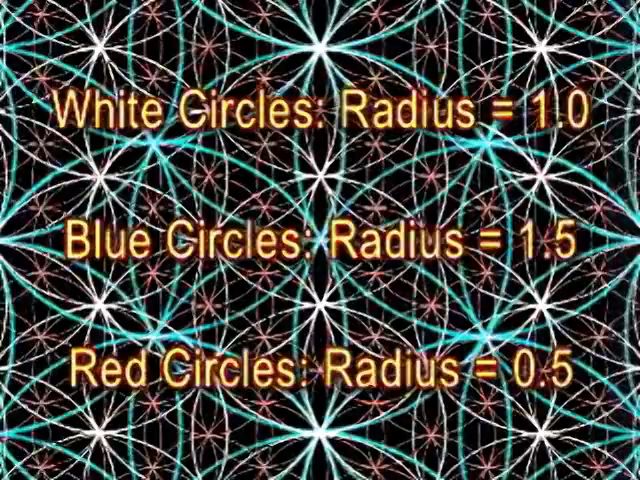 White Circles: Radius = 1.0
Blue Circles: Radius = 1.5
Red Circles: Radius = 0.5